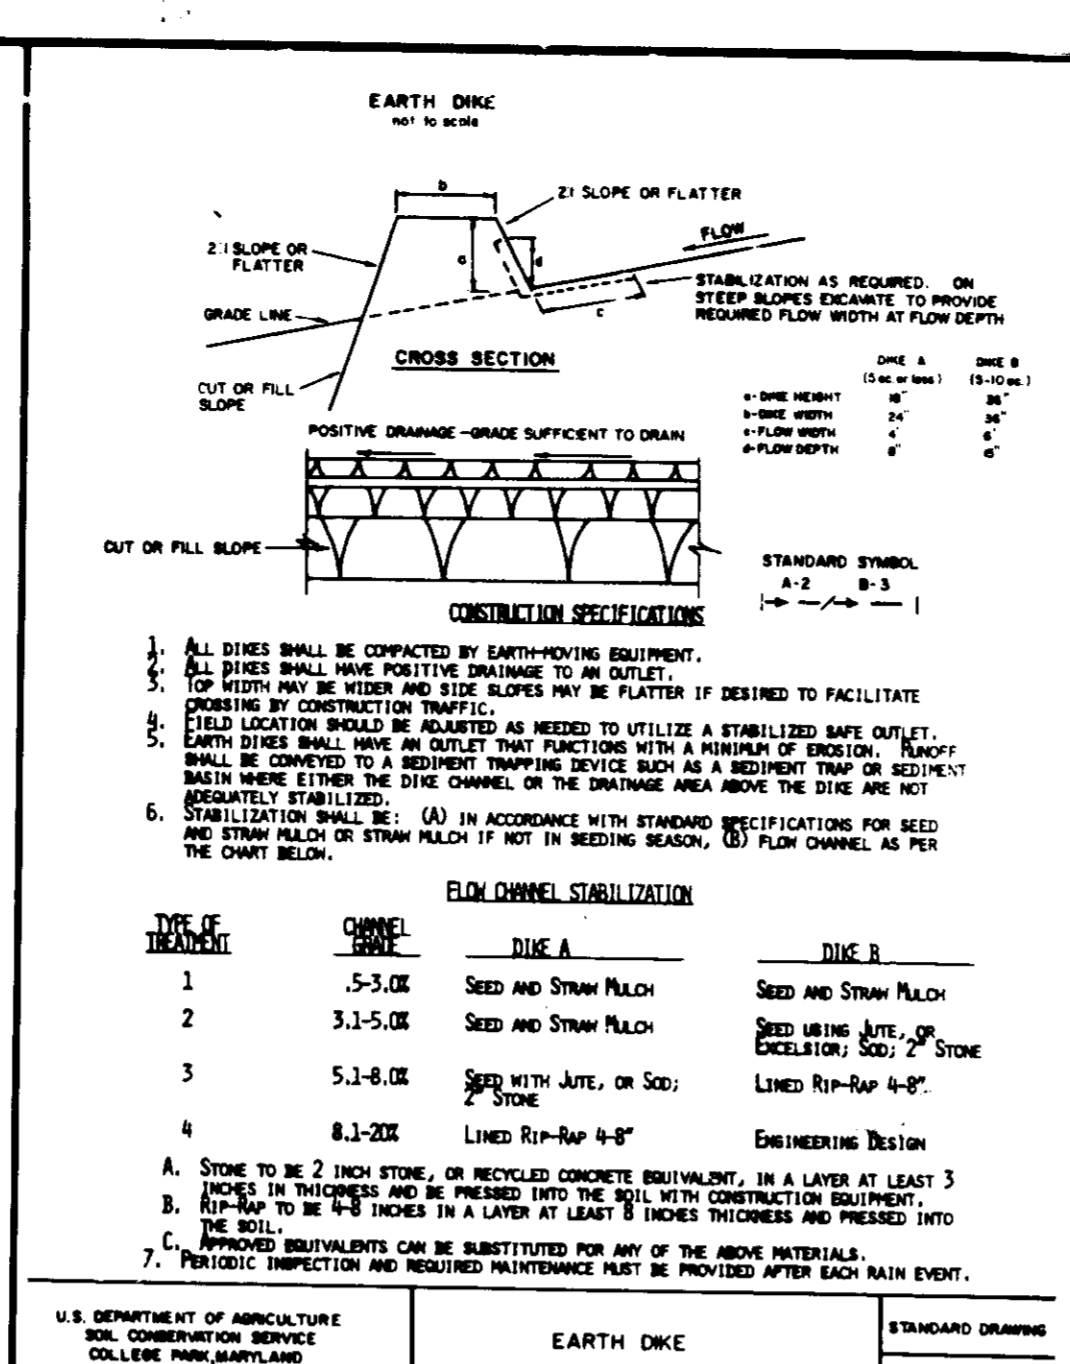 EARTH DIKE
not to scale
b
2:1 SLOPE OR FLATTER
FLOW
2:1 SLOPE OR
FLATTER
a
d
STABILIZATION AS REQUIRED. ON
STEEP SLOPES EXCAVATE TO PROVIDE
REQUIRED FLOW WIDTH AT FLOW DEPTH
c
GRADE LINE
CROSS SECTION
CUT OR FILL
SLOPE
DIKE A DIKE B
(5 ac. or less) (5-10 ac.)
a-DIKE HEIGHT 18" 36"
b-DIKE WIDTH 24" 36"
c-FLOW WIDTH 4' 6'
d-FLOW DEPTH 8" 15"
POSITIVE DRAINAGE-GRADE SUFFICIENT TO DRAIN
CUT OR FILL SLOPE
STANDARD SYMBOL
A-2 B-3
CONSTRUCTION SPECIFICATIONS
1. ALL DIKES SHALL BE COMPACTED BY EARTH-MOVING EQUIPMENT.
2. ALL DIKES SHALL HAVE POSITIVE DRAINAGE TO AN OUTLET.
3. TOP WIDTH MAY BE WIDER AND SIDE SLOPES MAY BE FLATTER IF DESIRED TO FACILITATE
CROSSING BY CONSTRUCTION TRAFFIC.
4. FIELD LOCATION SHOULD BE ADJUSTED AS NEEDED TO UTILIZE A STABILIZED SAFE OUTLET.
5. EARTH DIKES SHALL HAVE AN OUTLET THAT FUNCTIONS WITH A MINIMUM OF EROSION. RUNOFF
SHALL BE CONVEYED TO A SEDIMENT TRAPPING DEVICE SUCH AS A SEDIMENT TRAP OR SEDIMENT
BASIN WHERE EITHER THE DIKE CHANNEL OR THE DRAINAGE AREA ABOVE THE DIKE ARE NOT
ADEQUATELY STABILIZED.
6. STABILIZATION SHALL BE: (A) IN ACCORDANCE WITH STANDARD SPECIFICATIONS FOR SEED
AND STRAW MULCH OR STRAW MULCH IF NOT IN SEEDING SEASON, (B) FLOW CHANNEL AS PER
THE CHART BELOW.
FLOW CHANNEL STABILIZATION
TYPE OF
TREATMENT
CHANNEL
GRADE
DIKE A
DIKE B
1 .5-3.0% SEED AND STRAW MULCH SEED AND STRAW MULCH
2 3.1-5.0% SEED AND STRAW MULCH SEED USING JUTE, OR
EXCELSIOR; SOD; 2" STONE
3 5.1-8.0% SEED WITH JUTE, OR SOD; LINED RIP-RAP 4-8"
2" STONE
4 8.1-20% LINED RIP-RAP 4-8" ENGINEERING DESIGN
A. STONE TO BE 2 INCH STONE, OR RECYCLED CONCRETE EQUIVALENT, IN A LAYER AT LEAST 3
INCHES IN THICKNESS AND BE PRESSED INTO THE SOIL WITH CONSTRUCTION EQUIPMENT.
B. RIP-RAP TO BE 4-8 INCHES IN A LAYER AT LEAST 8 INCHES THICKNESS AND PRESSED INTO
THE SOIL.
C. APPROVED EQUIVALENTS CAN BE SUBSTITUTED FOR ANY OF THE ABOVE MATERIALS.
7. PERIODIC INSPECTION AND REQUIRED MAINTENANCE MUST BE PROVIDED AFTER EACH RAIN EVENT.
U.S. DEPARTMENT OF AGRICULTURE
SOIL CONSERVATION SERVICE
COLLEGE PARK, MARYLAND
EARTH DIKE
STANDARD DRAWING